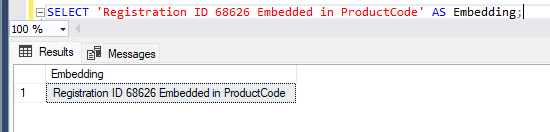 SELECT 'Registration ID 68626 Embedded in ProductCode' AS Embedding;
100 %
Results Messages
Embedding
1 Registration ID 68626 Embedded in ProductCode